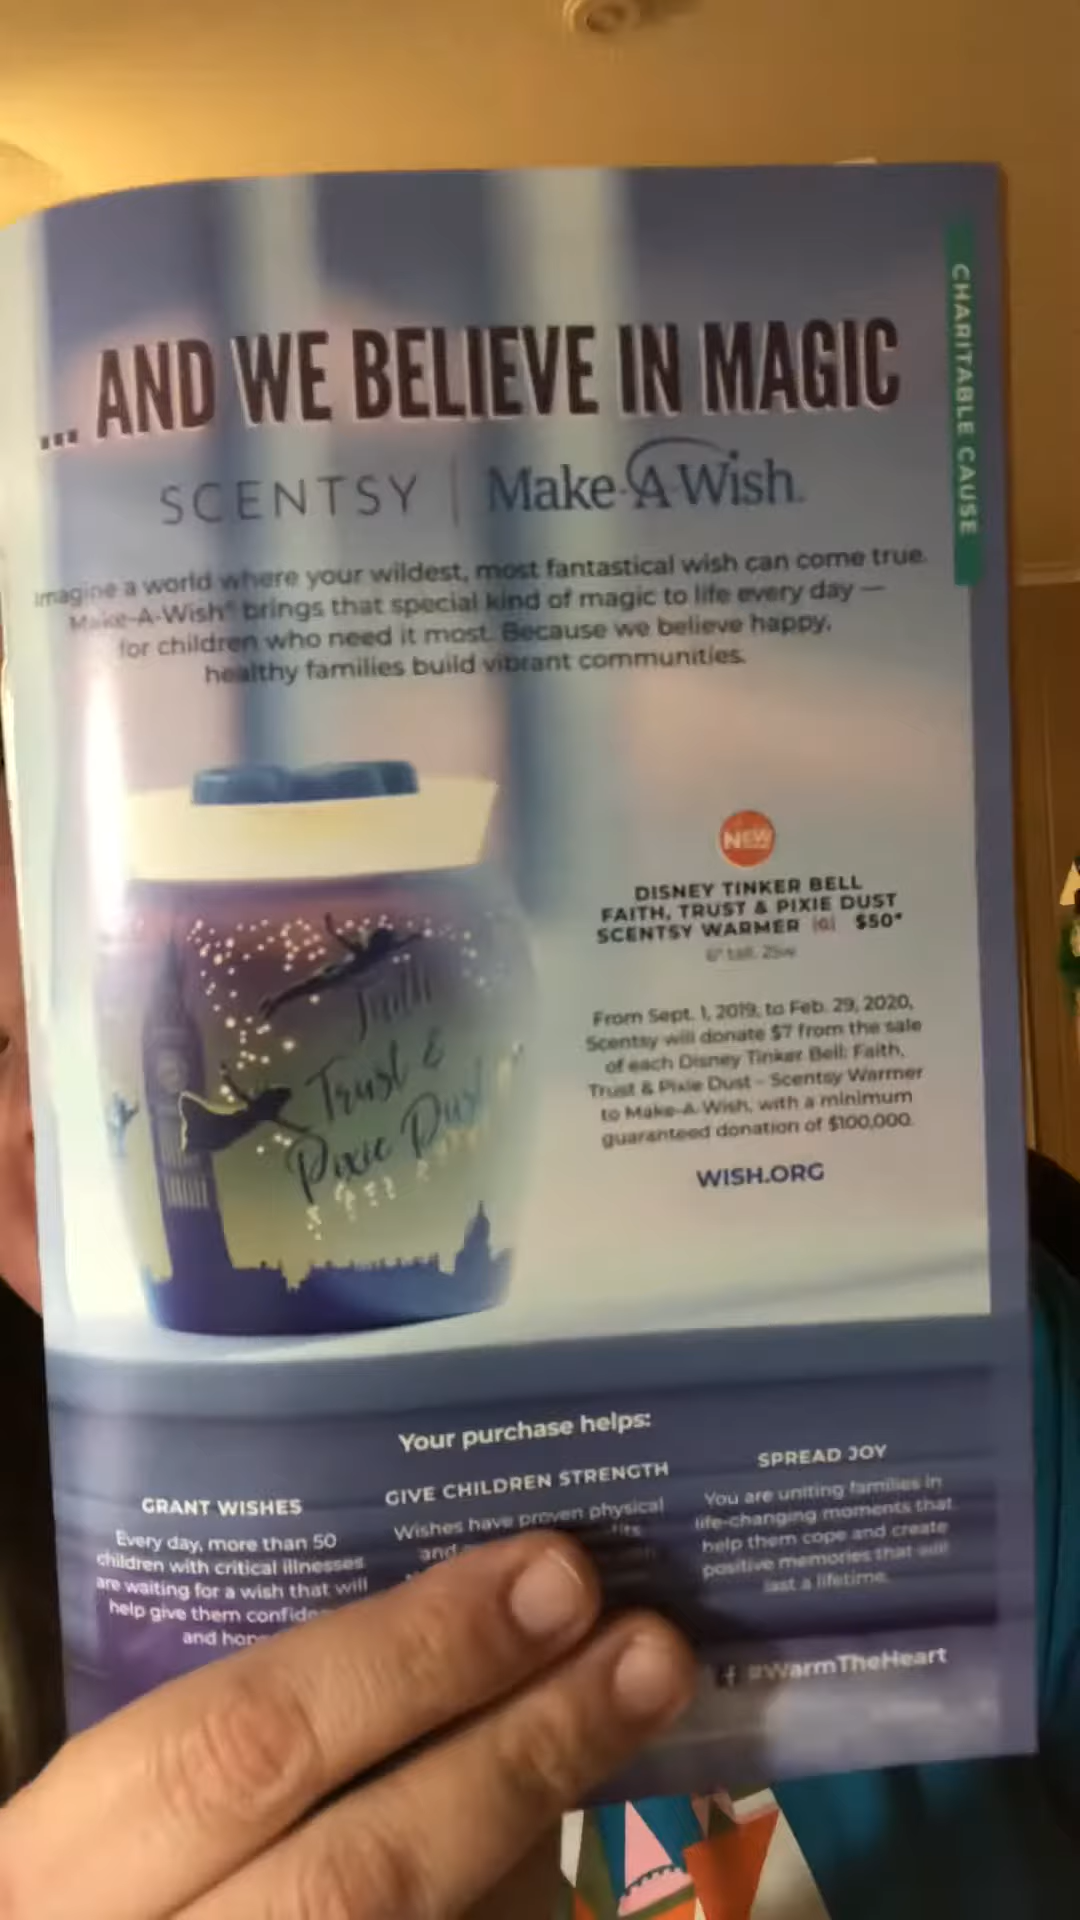 ... AND WE BELIEVE IN MAGIC
SCENTSY | Make-A-Wish.
CHARITABLE CAUSE
Imagine a world where your wildest, most fantastical wish can come true.
Make-A-Wish® brings that special kind of magic to life every day —
for children who need it most. Because we believe happy,
healthy families build vibrant communities.
NEW
DISNEY TINKER BELL
FAITH, TRUST & PIXIE DUST
SCENTSY WARMER |G| $50*
6" tall, 25w
From Sept. 1, 2019, to Feb. 29, 2020,
Scentsy will donate $7 from the sale
of each Disney Tinker Bell: Faith,
Trust & Pixie Dust – Scentsy Warmer
to Make-A-Wish, with a minimum
guaranteed donation of $100,000.
WISH.ORG
Faith
Trust &
Pixie Dust
Your purchase helps:
GRANT WISHES
Every day, more than 50
children with critical illnesses
are waiting for a wish that will
help give them
and
GIVE CHILDREN STRENGTH
Wishes have proven physical
and
SPREAD JOY
You are uniting families in
life-changing moments that
help them cope and create
positive memories that will
last a lifetime.
f #WarmTheHeart